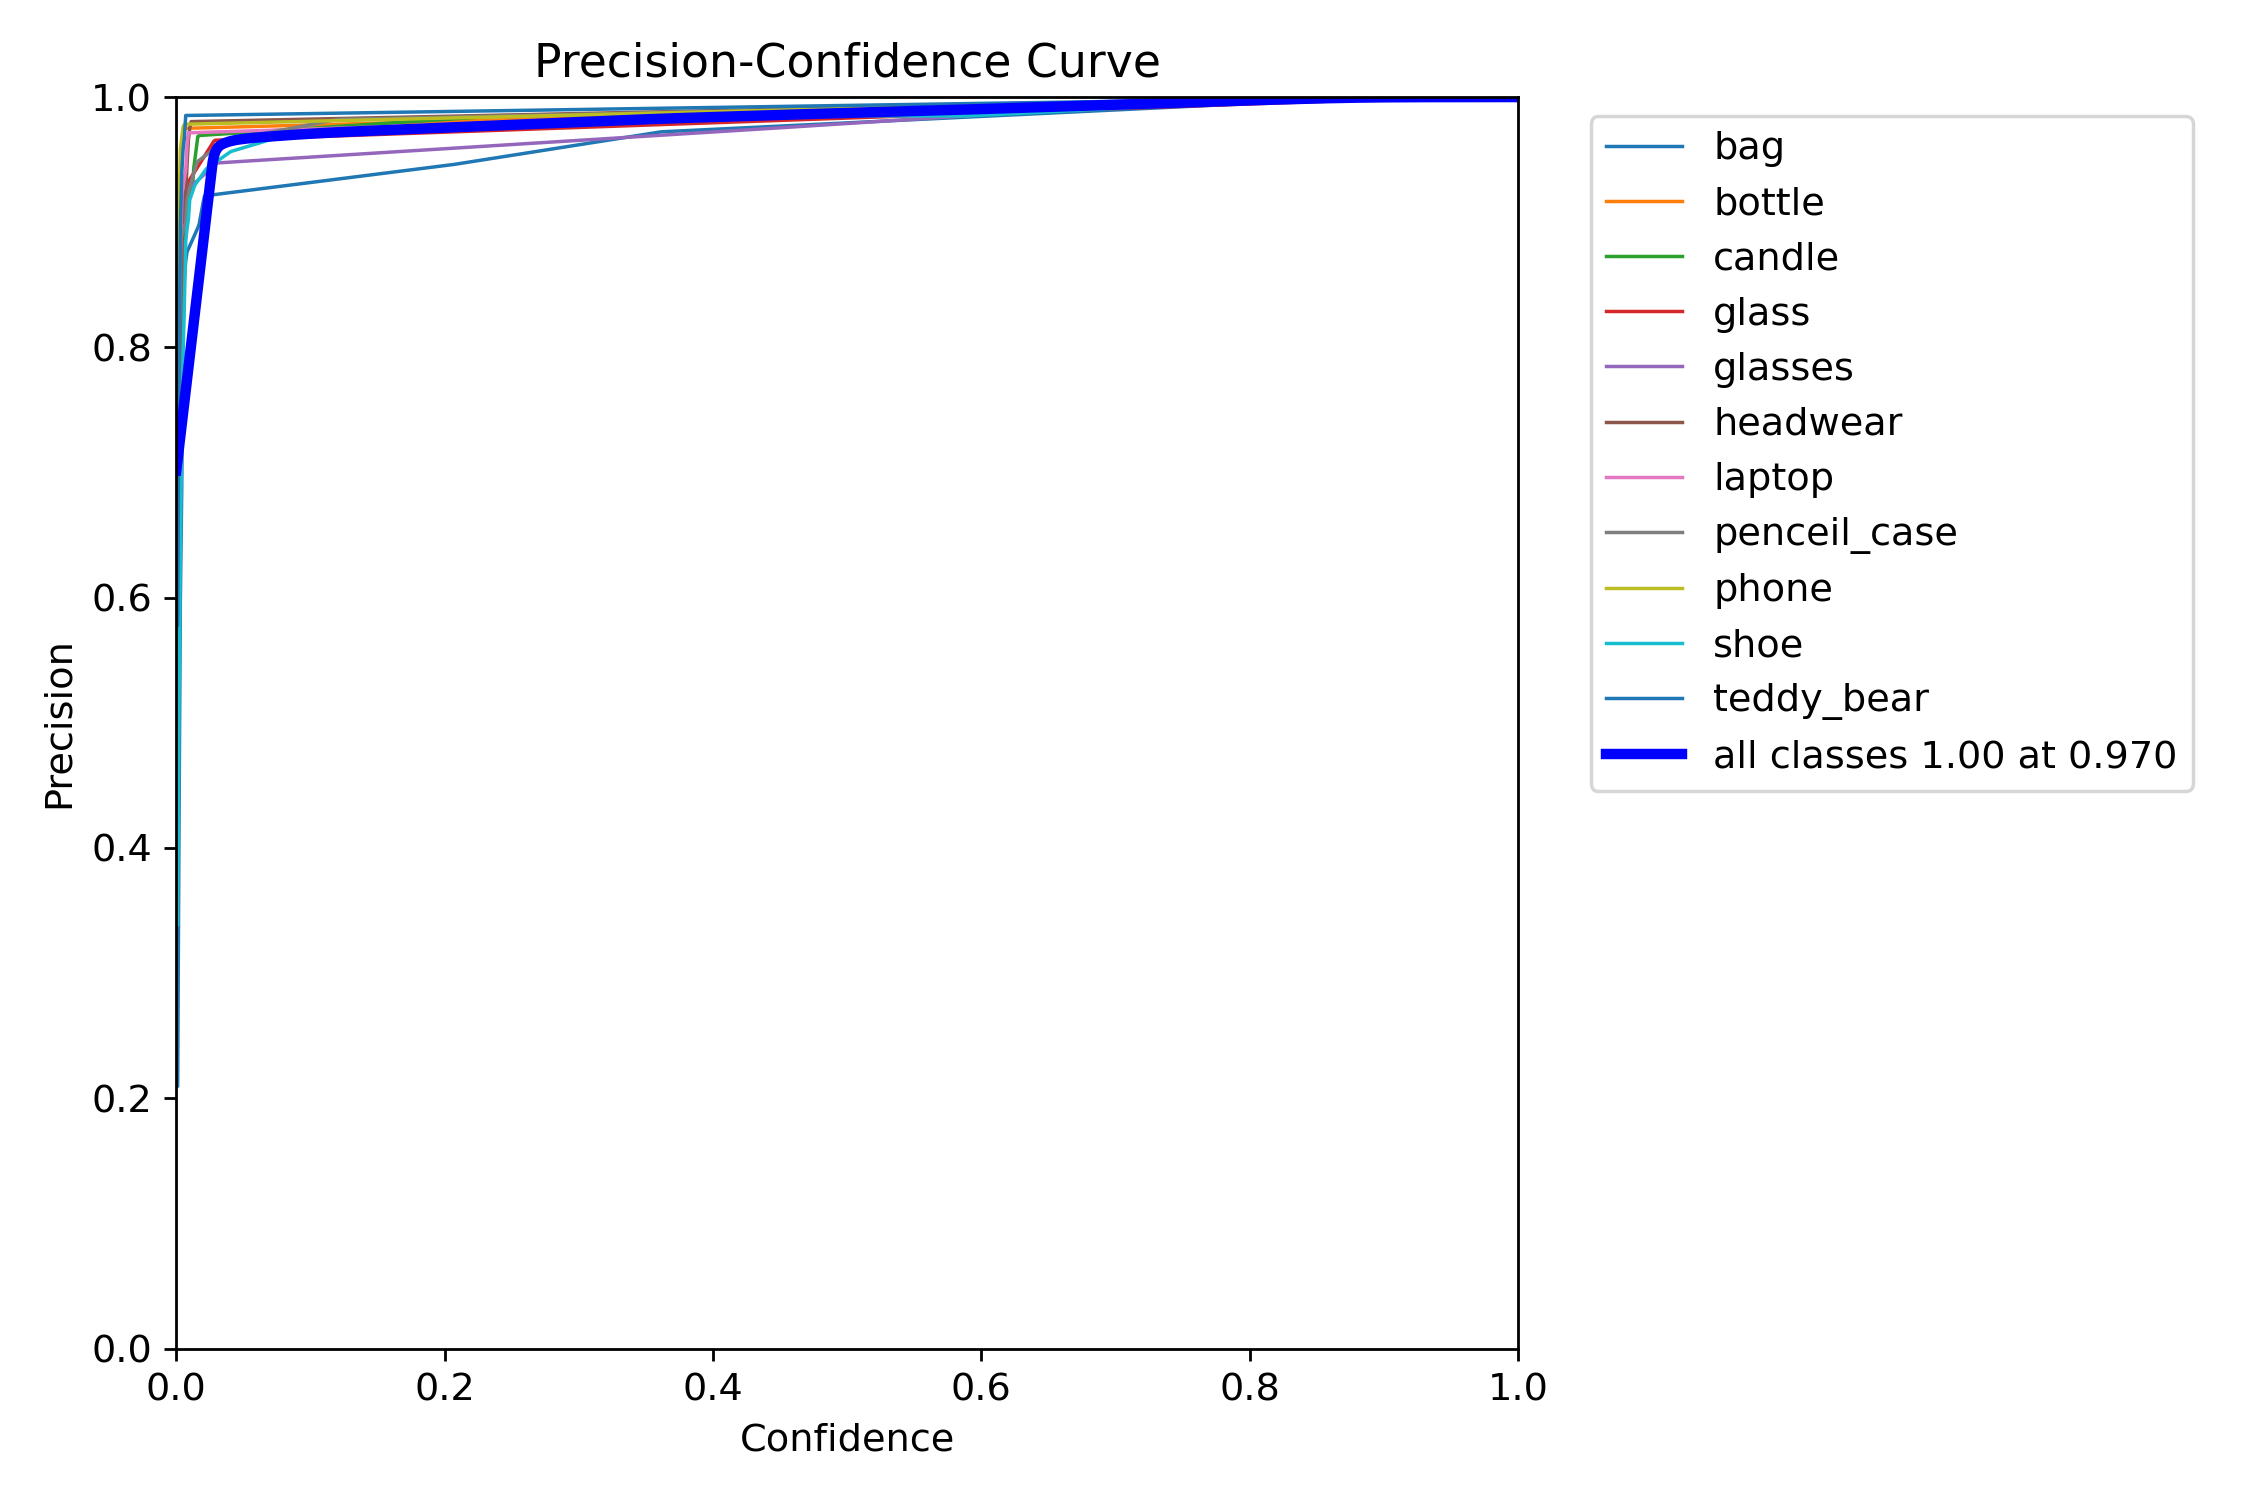 Precision-Confidence Curve
1.0
0.8
0.6
0.4
0.2
0.0
Precision
0.0 0.2 0.4 0.6 0.8 1.0
Confidence
bag
bottle
candle
glass
glasses
headwear
laptop
penceil_case
phone
shoe
teddy_bear
all classes 1.00 at 0.970